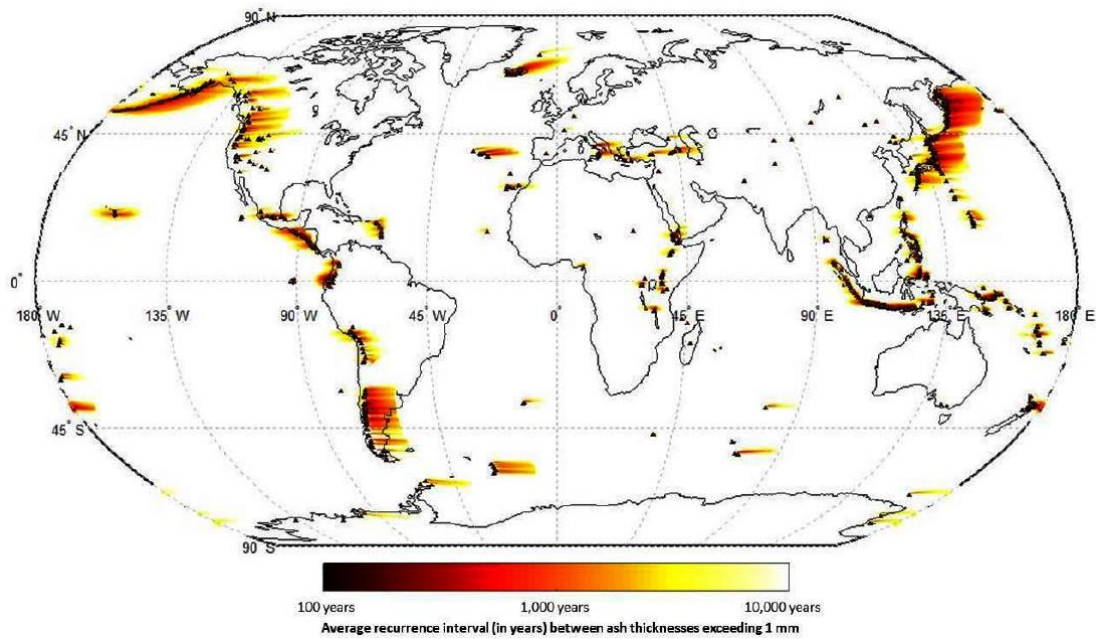 90° N
45° N
0°
180° W 135° W 90° W 45° W 0° 45° E 90° E 135° E 180° E
45° S
90° S
100 years 1,000 years 10,000 years
Average recurrence interval (in years) between ash thicknesses exceeding 1 mm